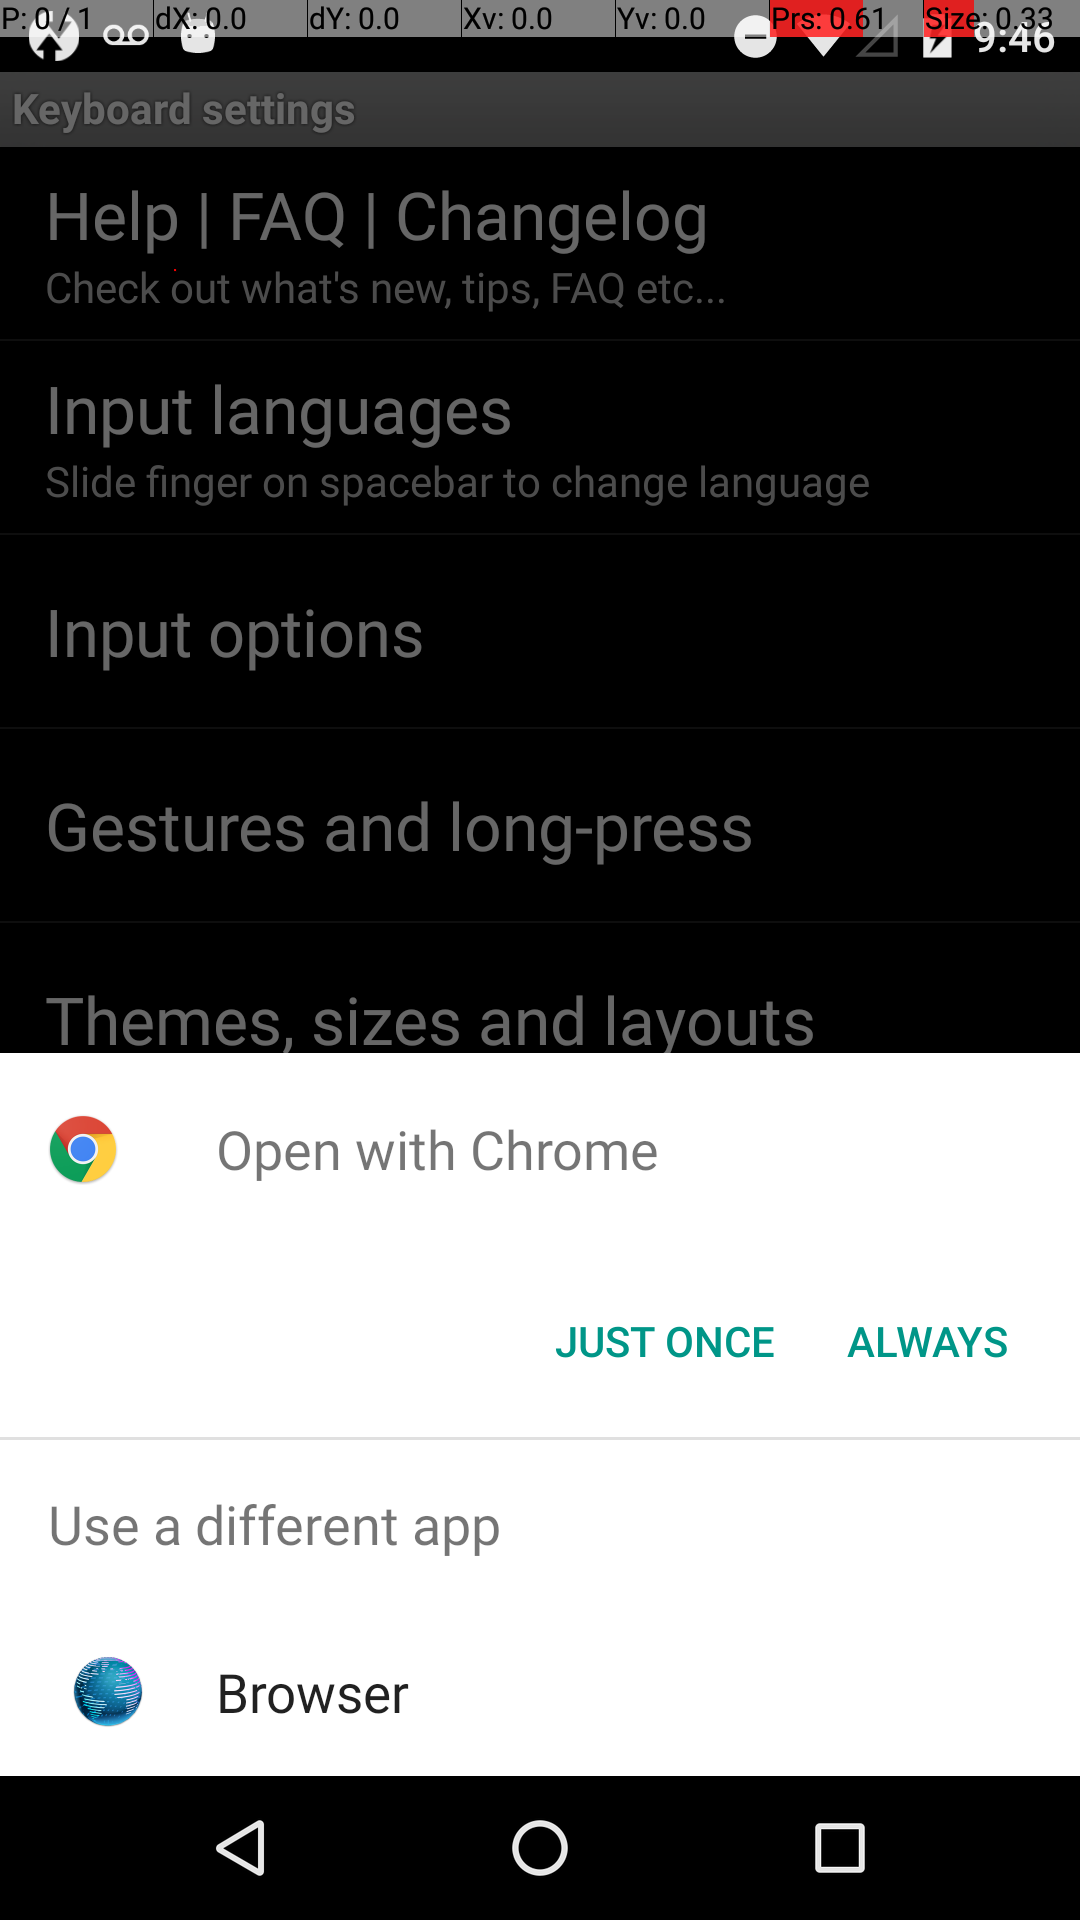 P: 0 / 1 dX: 0.0 dY: 0.0 Xv: 0.0 Yv: 0.0 Prs: 0.61 Size: 0.33
9:46
Keyboard settings
Help | FAQ | Changelog
Check out what's new, tips, FAQ etc...
Input languages
Slide finger on spacebar to change language
Input options
Gestures and long-press
Themes, sizes and layouts
Open with Chrome
JUST ONCE ALWAYS
Use a different app
Browser